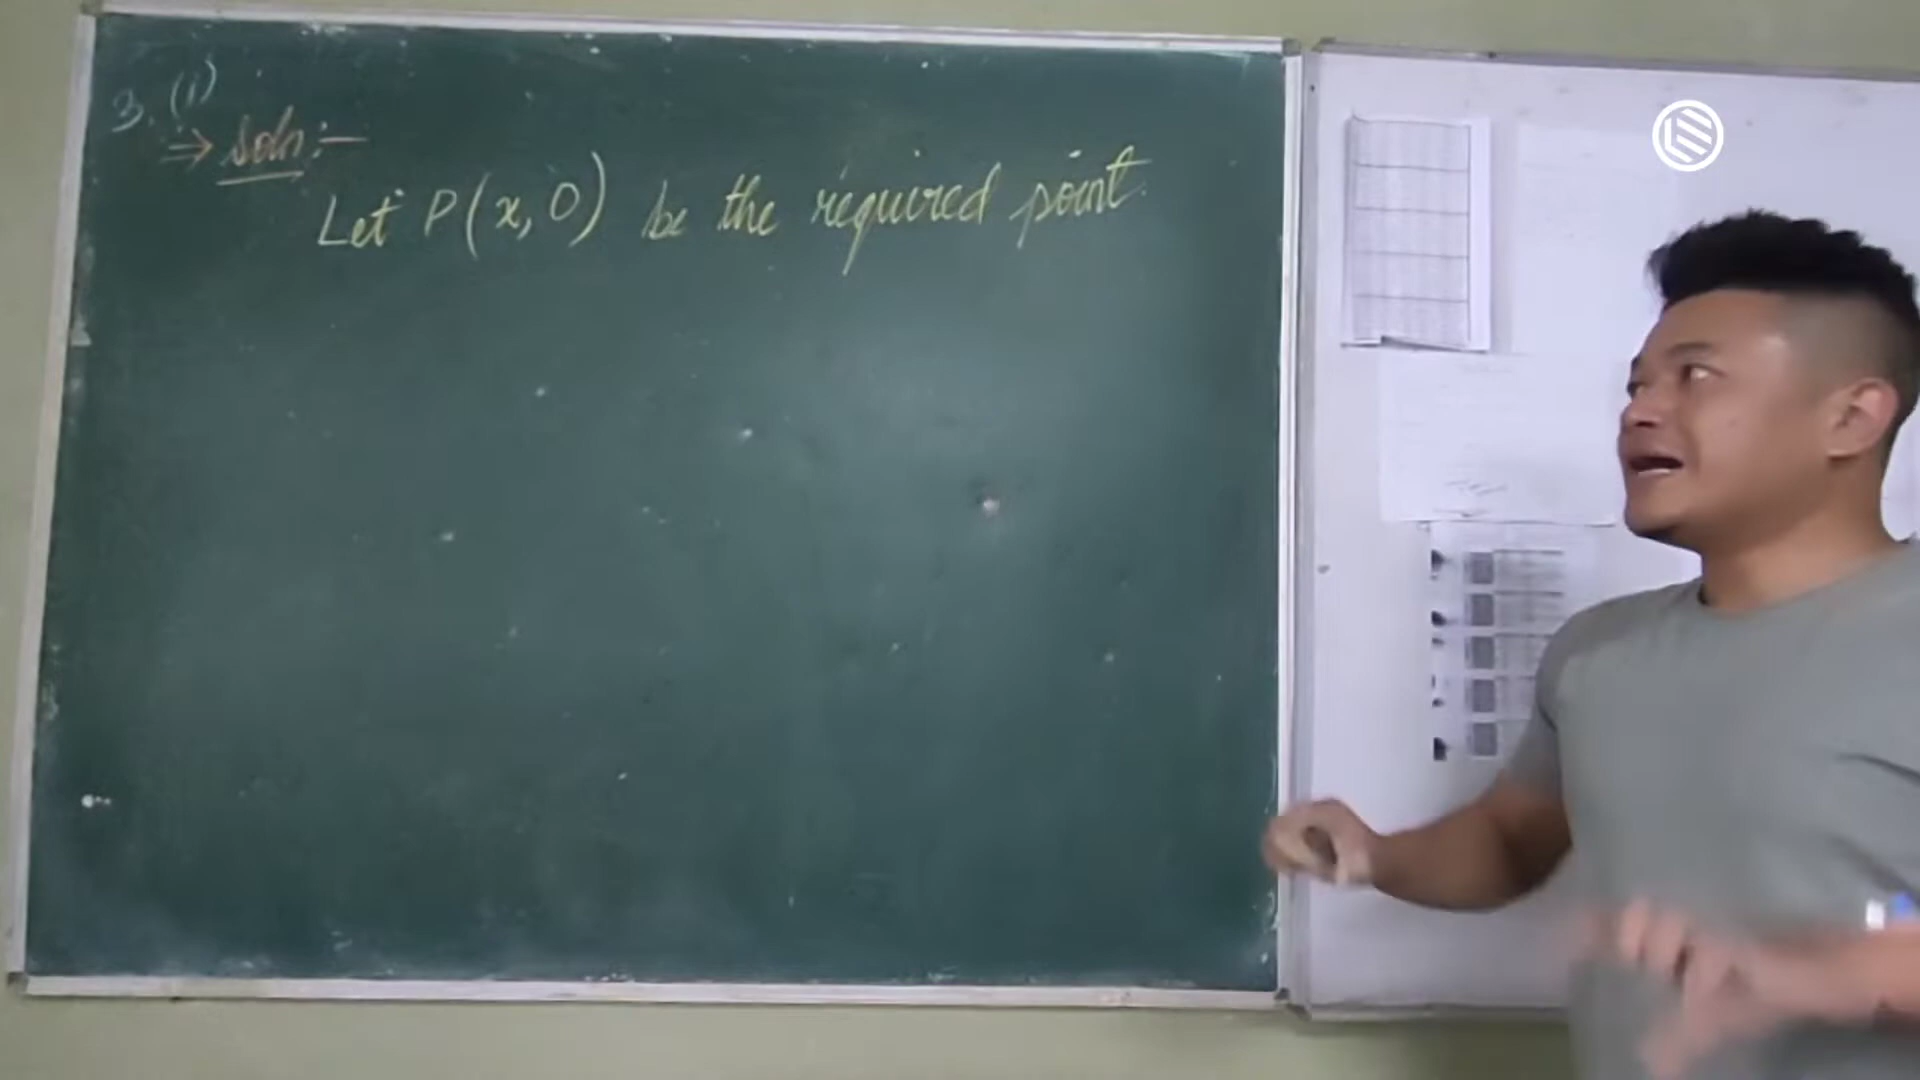 3. (i)
⇒ Soln:-
Let P(x, 0) be the required point.